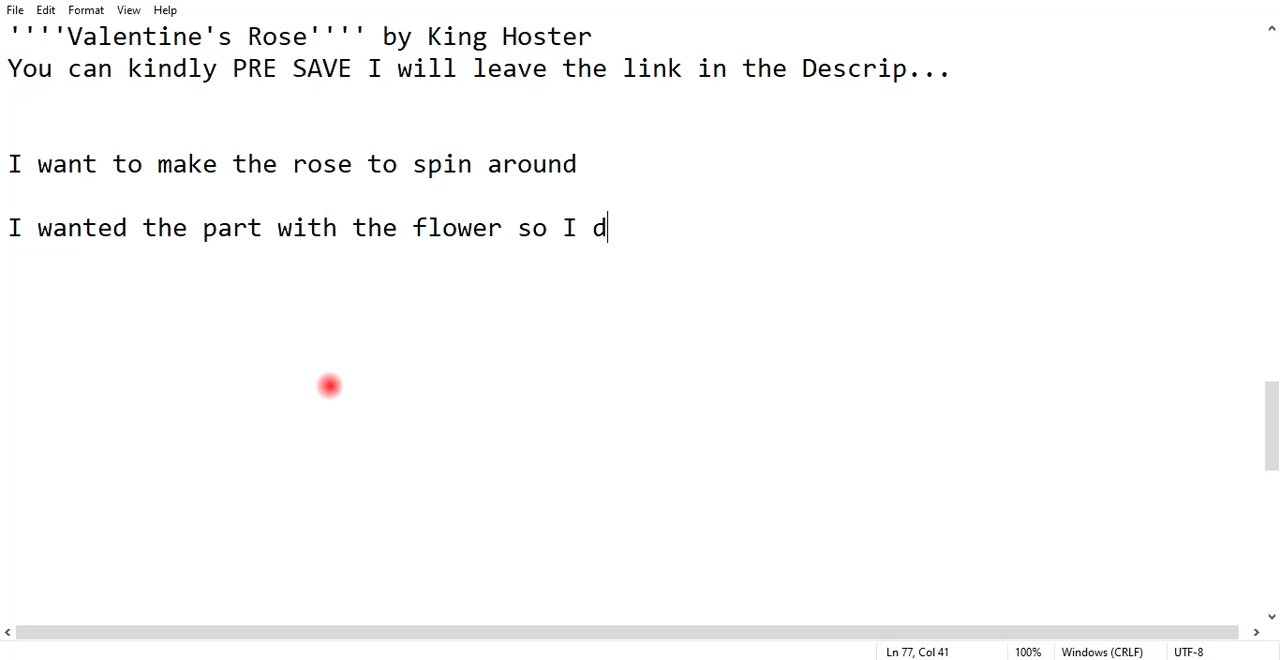 File Edit Format View Help
''''Valentine's Rose'''' by King Hoster
You can kindly PRE SAVE I will leave the link in the Descrip...
I want to make the rose to spin around
I wanted the part with the flower so I d
Ln 77, Col 41 100% Windows (CRLF) UTF-8